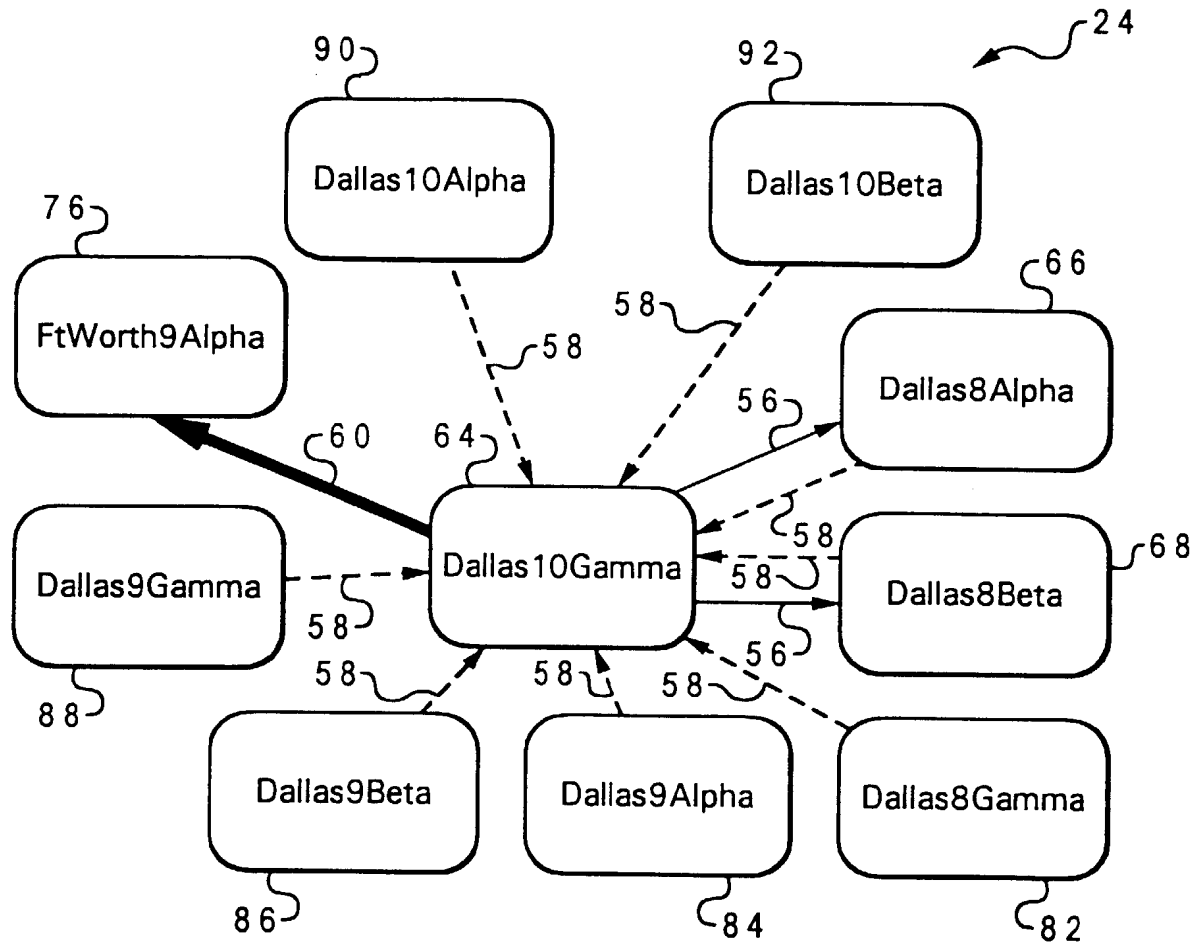 24
90
92
Dallas10Alpha
Dallas10Beta
76
66
FtWorth9Alpha
58
58
Dallas8Alpha
56
60
64
58
68
Dallas9Gamma
Dallas10Gamma
58
Dallas8Beta
58
56
58
58
58
88
Dallas9Beta
Dallas9Alpha
Dallas8Gamma
86
84
82